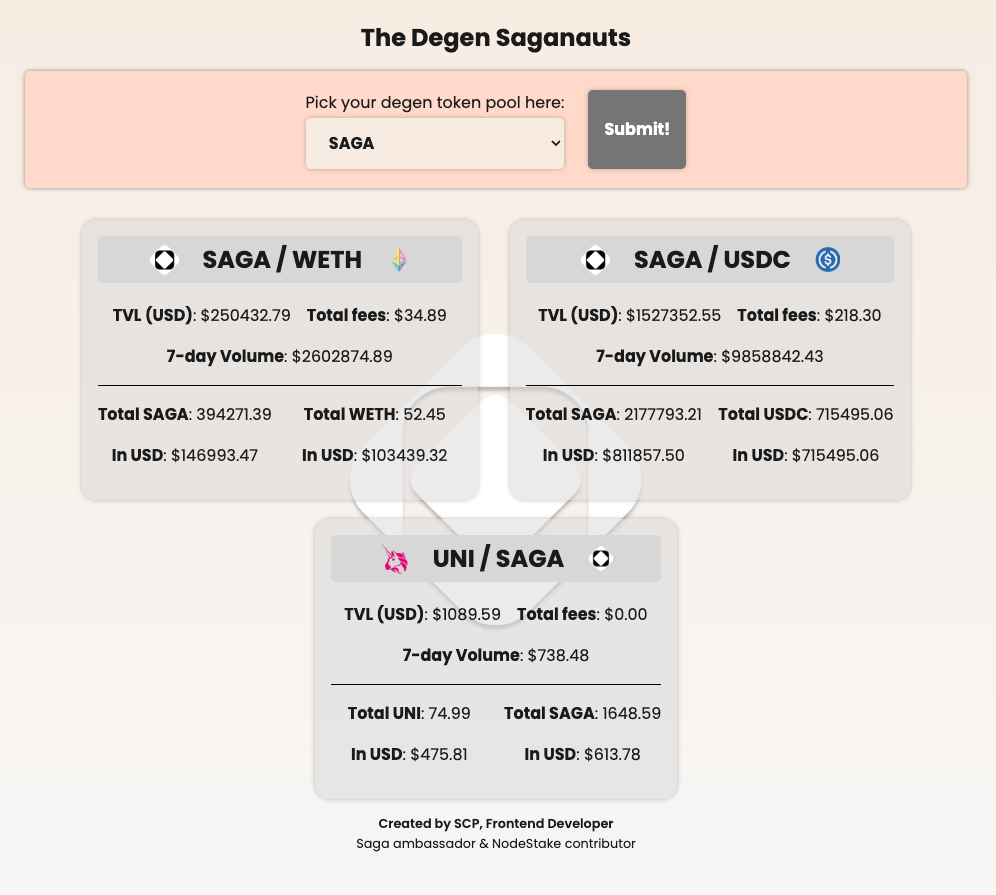 The Degen Saganauts
Pick your degen token pool here:
SAGA
Submit!
SAGA / WETH
TVL (USD): $250432.79 Total fees: $34.89
7-day Volume: $2602874.89
Total SAGA: 394271.39 Total WETH: 52.45
In USD: $146993.47 In USD: $103439.32
SAGA / USDC
TVL (USD): $1527352.55 Total fees: $218.30
7-day Volume: $9858842.43
Total SAGA: 2177793.21 Total USDC: 715495.06
In USD: $811857.50 In USD: $715495.06
UNI / SAGA
TVL (USD): $1089.59 Total fees: $0.00
7-day Volume: $738.48
Total UNI: 74.99 Total SAGA: 1648.59
In USD: $475.81 In USD: $613.78
Created by SCP, Frontend Developer
Saga ambassador & NodeStake contributor